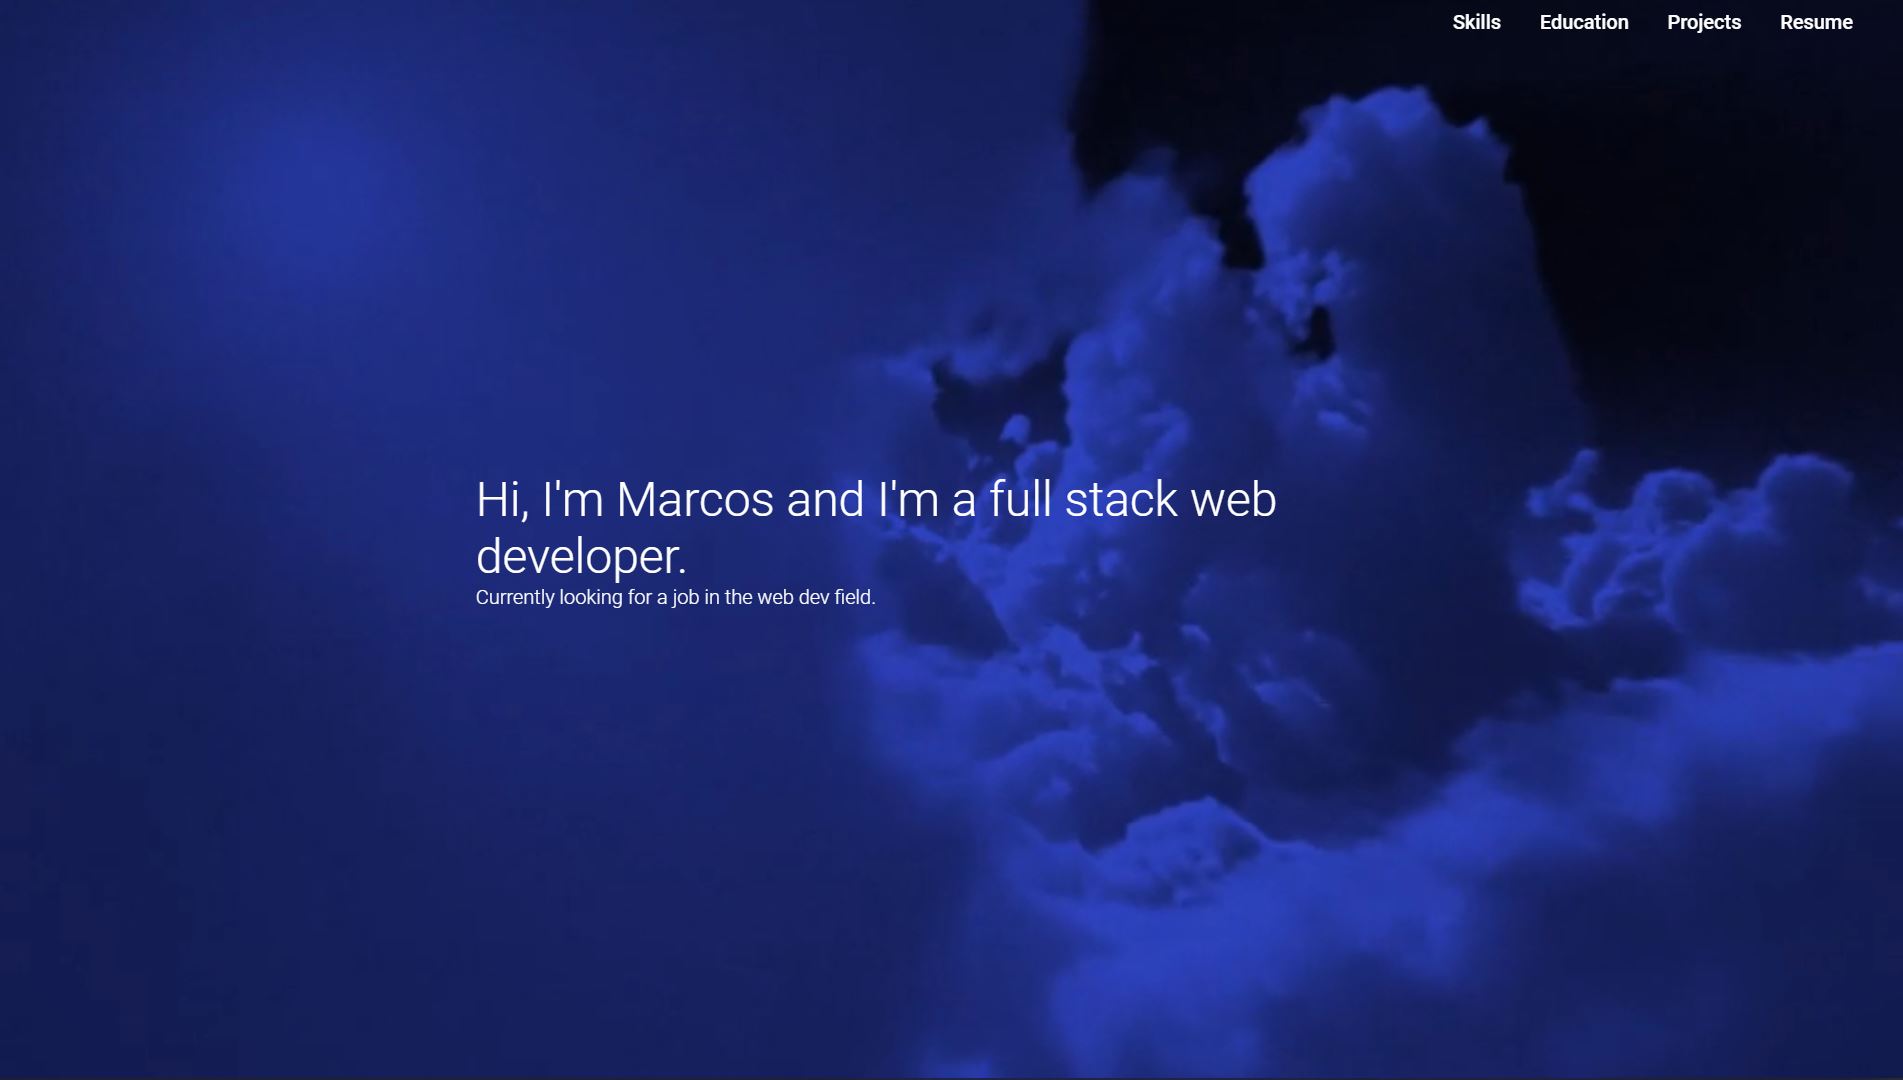 Skills Education Projects Resume
Hi, I'm Marcos and I'm a full stack web
developer.
Currently looking for a job in the web dev field.